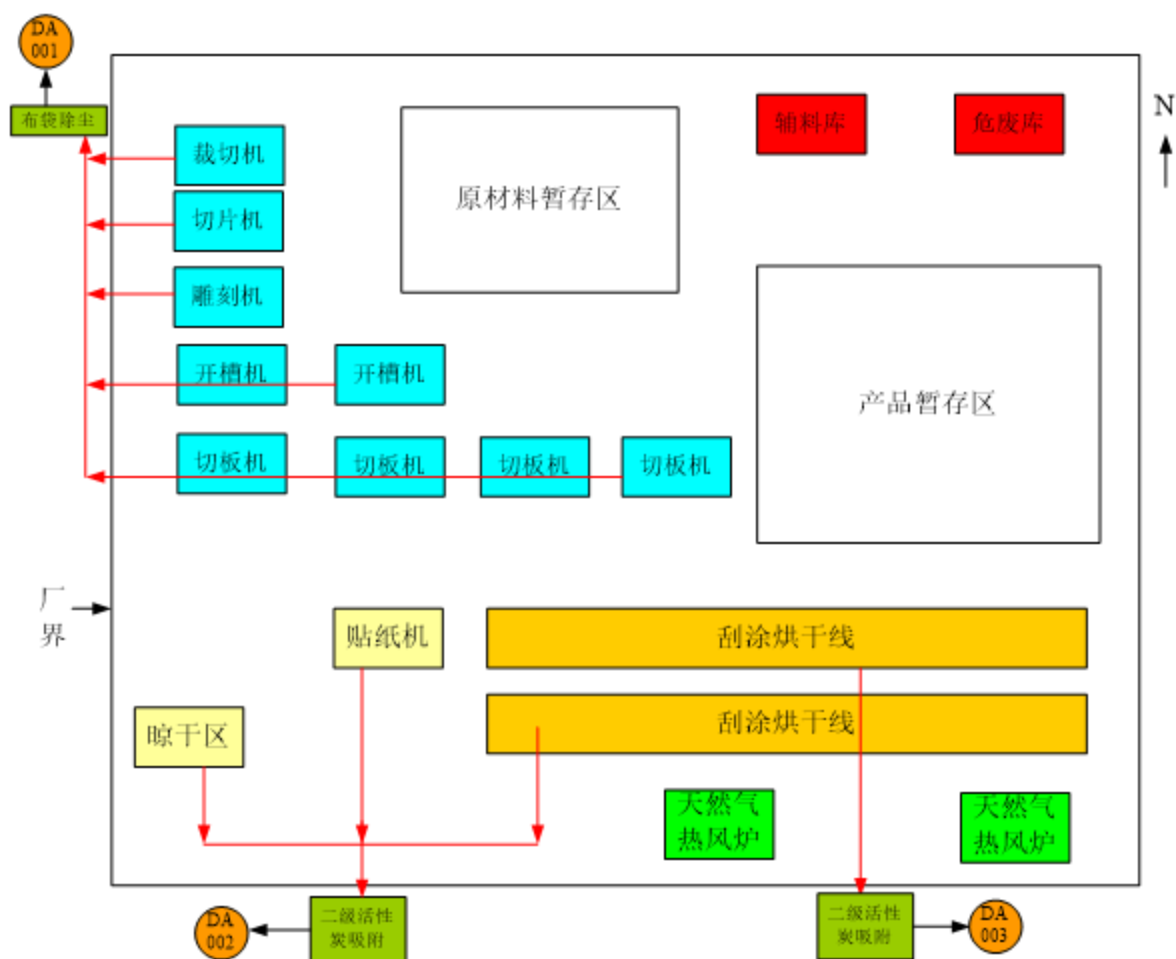 DA
001
布袋除尘
N
裁切机
原材料暂存区
辅料库
危废库
切片机
雕刻机
开槽机
开槽机
产品暂存区
切板机
切板机
切板机
切板机
厂
界
贴纸机
刮涂烘干线
晾干区
刮涂烘干线
天然气
热风炉
天然气
热风炉
DA
002
二级活性
炭吸附
二级活性
炭吸附
DA
003